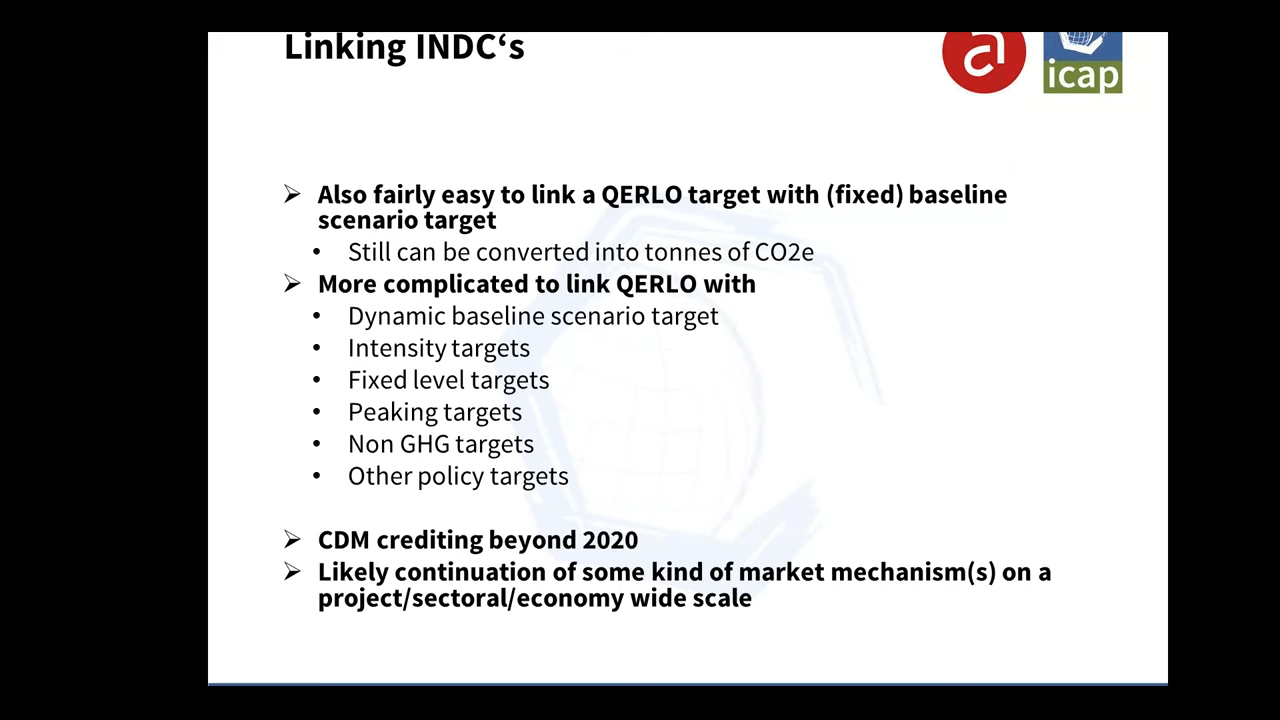 Linking INDC‘s
a
icap
➢ Also fairly easy to link a QERLO target with (fixed) baseline
scenario target
• Still can be converted into tonnes of CO2e
➢ More complicated to link QERLO with
• Dynamic baseline scenario target
• Intensity targets
• Fixed level targets
• Peaking targets
• Non GHG targets
• Other policy targets
➢ CDM crediting beyond 2020
➢ Likely continuation of some kind of market mechanism(s) on a
project/sectoral/economy wide scale